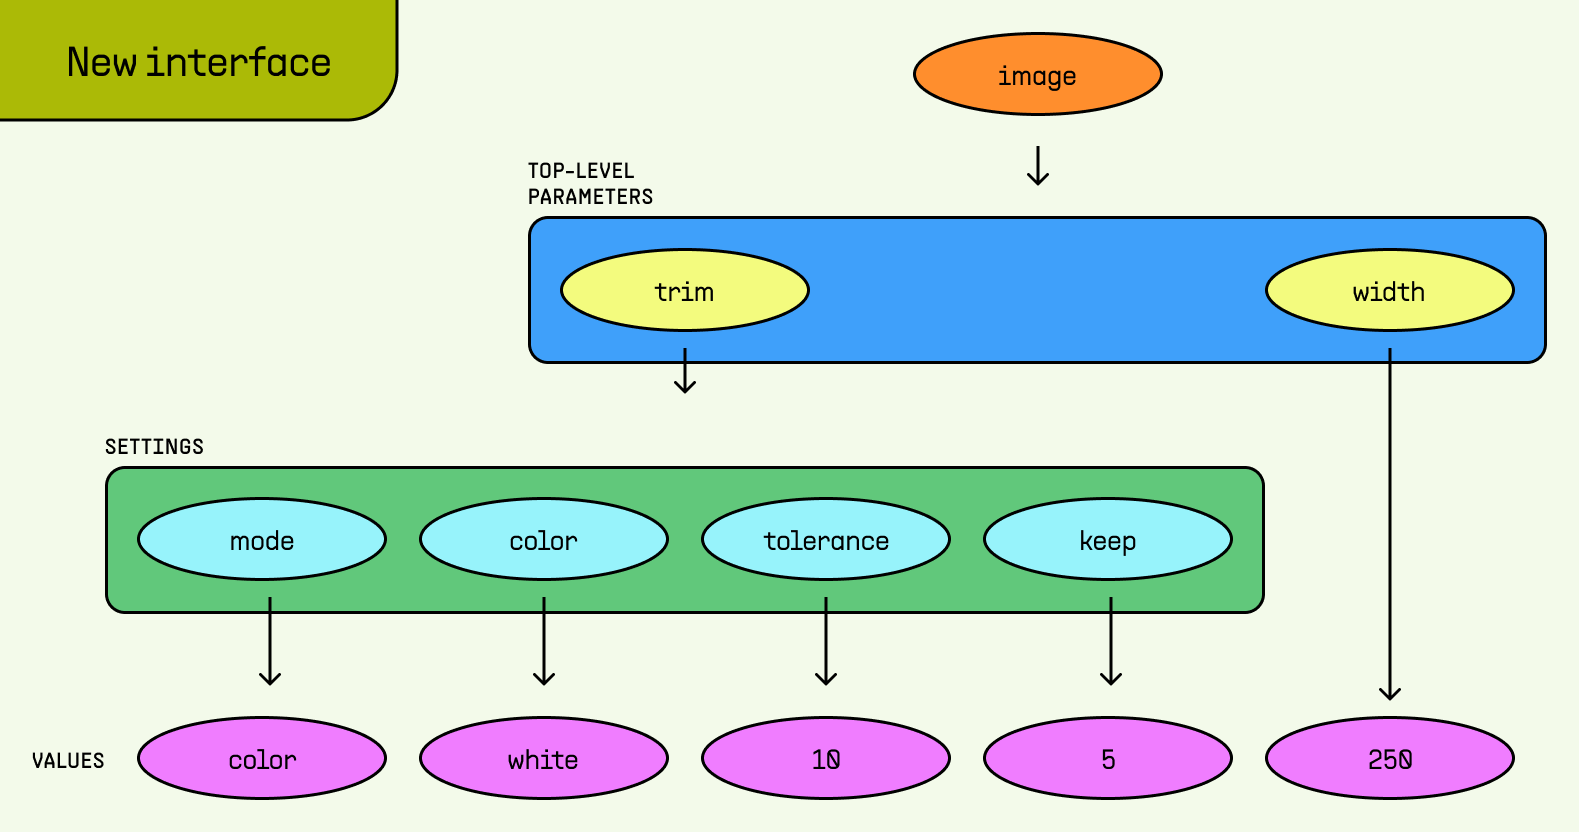 New interface
image
TOP-LEVEL
PARAMETERS
trim
width
SETTINGS
mode
color
tolerance
keep
VALUES
color
white
10
5
250